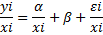 yi/xi = α/xi + β + εi/xi